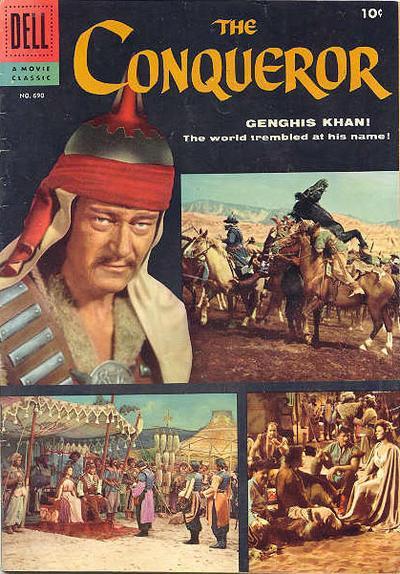 DELL
A MOVIE
CLASSIC
NO. 690
10¢
THE
CONQUEROR
GENGHIS KHAN!
The world trembled at his name!